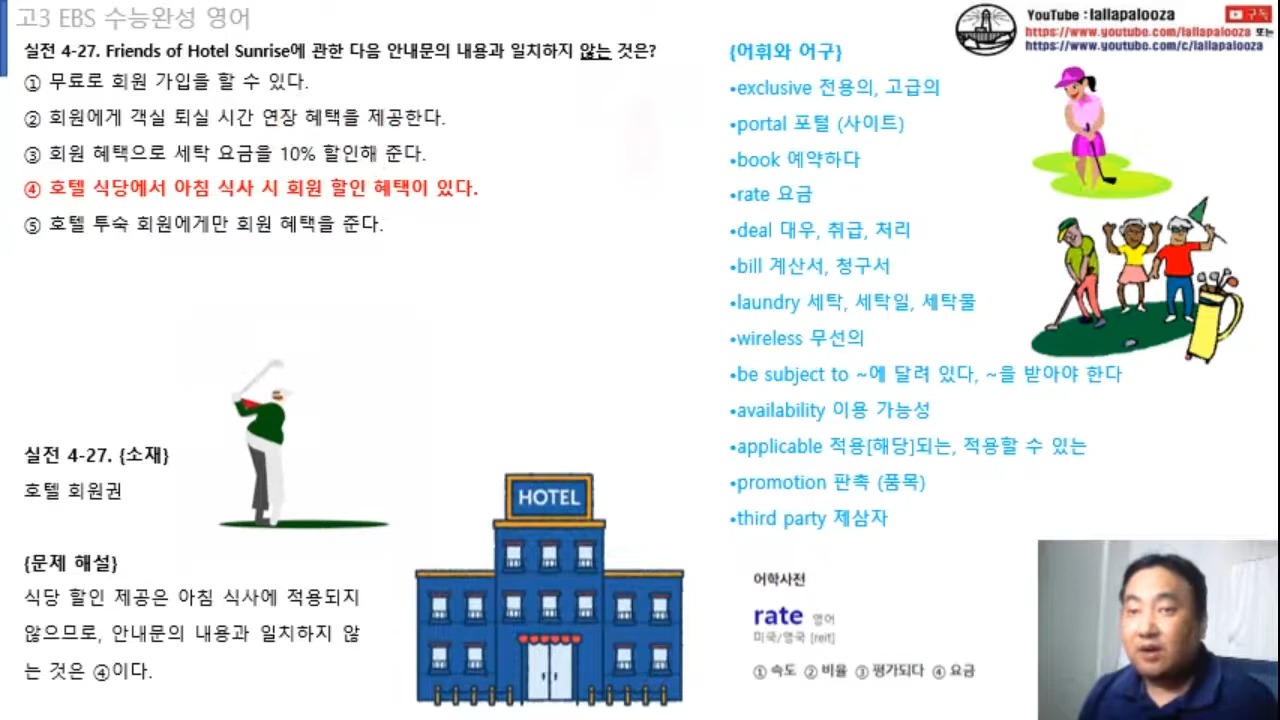 고3 EBS 수능완성 영어
실전 4-27. Friends of Hotel Sunrise에 관한 다음 안내문의 내용과 일치하지 않는 것은?
① 무료로 회원 가입을 할 수 있다.
② 회원에게 객실 퇴실 시간 연장 혜택을 제공한다.
③ 회원 혜택으로 세탁 요금을 10% 할인해 준다.
④ 호텔 식당에서 아침 식사 시 회원 할인 혜택이 있다.
⑤ 호텔 투숙 회원에게만 회원 혜택을 준다.
실전 4-27. {소재}
호텔 회원권
{문제 해설}
식당 할인 제공은 아침 식사에 적용되지
않으므로, 안내문의 내용과 일치하지 않
는 것은 ④이다.
HOTEL
YouTube : lallapalooza
구독
https://www.youtube.com/lallapalooza 또는
https://www.youtube.com/c/lallapalooza
{어휘와 어구}
•exclusive 전용의, 고급의
•portal 포털 (사이트)
•book 예약하다
•rate 요금
•deal 대우, 취급, 처리
•bill 계산서, 청구서
•laundry 세탁, 세탁일, 세탁물
•wireless 무선의
•be subject to ~에 달려 있다, ~을 받아야 한다
•availability 이용 가능성
•applicable 적용[해당]되는, 적용할 수 있는
•promotion 판촉 (품목)
•third party 제삼자
어학사전
rate 영어
미국/영국 [reit]
① 속도 ② 비율 ③ 평가되다 ④ 요금